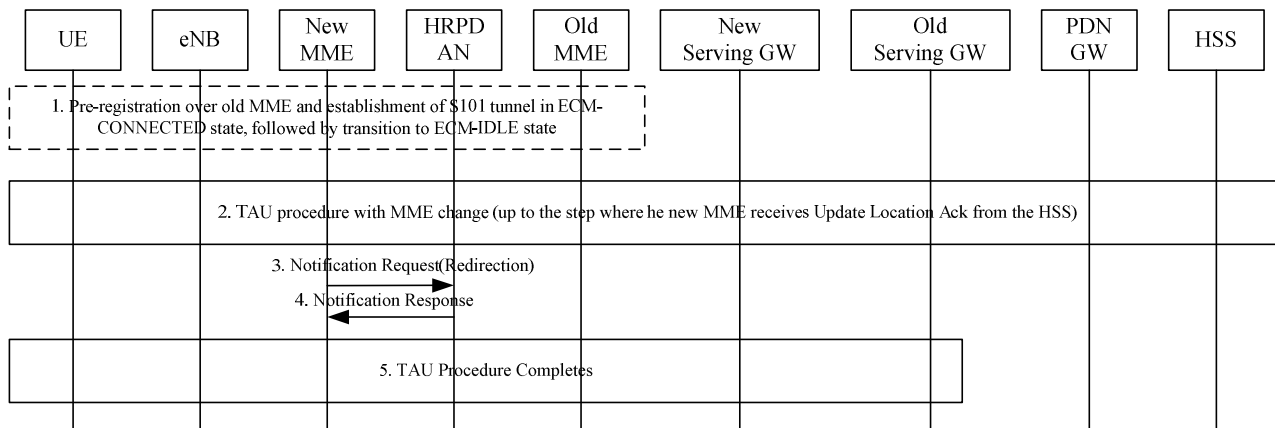 UE
eNB
New
MME
HRPD
AN
Old
MME
New
Serving GW
Old
Serving GW
PDN
GW
HSS
1. Pre-registration over old MME and establishment of S101 tunnel in ECM-
CONNECTED state, followed by transition to ECM-IDLE state
2. TAU procedure with MME change (up to the step where he new MME receives Update Location Ack from the HSS)
3. Notification Request(Redirection)
4. Notification Response
5. TAU Procedure Completes